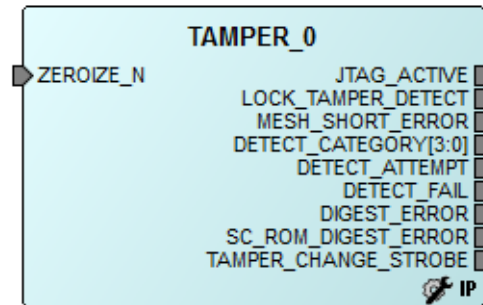 TAMPER_0
ZEROIZE_N
JTAG_ACTIVE
LOCK_TAMPER_DETECT
MESH_SHORT_ERROR
DETECT_CATEGORY[3:0]
DETECT_ATTEMPT
DETECT_FAIL
DIGEST_ERROR
SC_ROM_DIGEST_ERROR
TAMPER_CHANGE_STROBE
IP